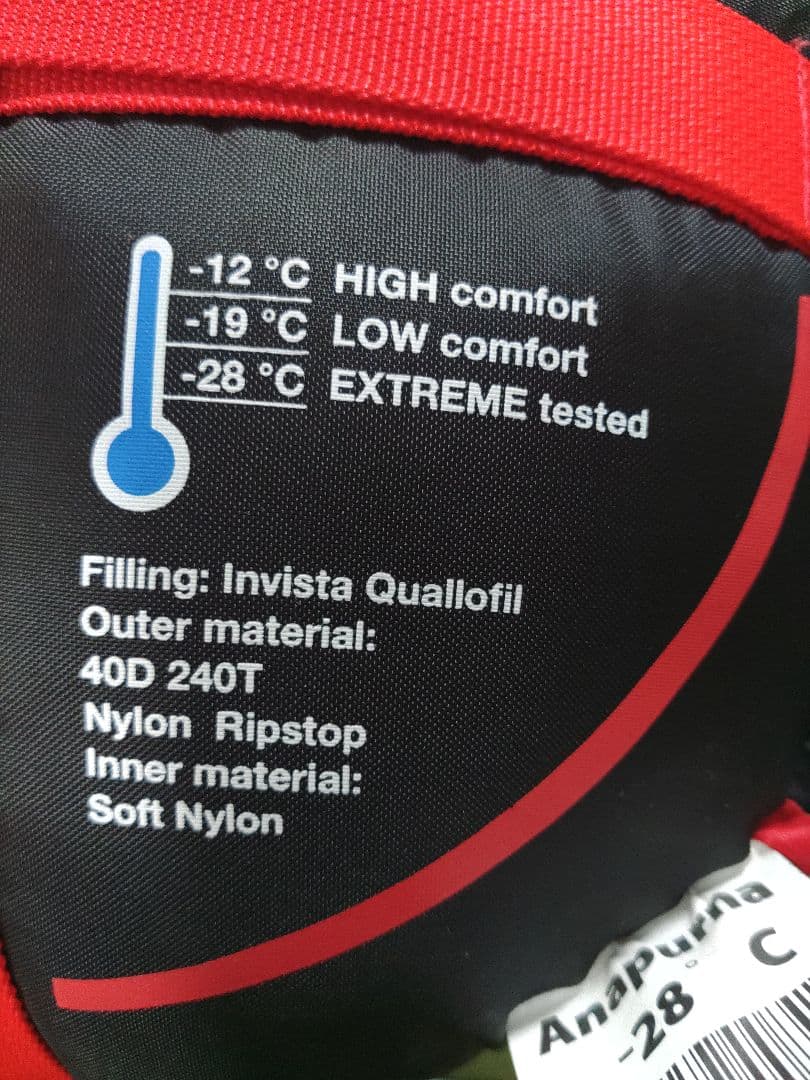 -12 °C HIGH comfort
-19 °C LOW comfort
-28 °C EXTREME tested
Filling: Invista Quallofil
Outer material:
40D 240T
Nylon Ripstop
Inner material:
Soft Nylon
Anapurna
-28° C